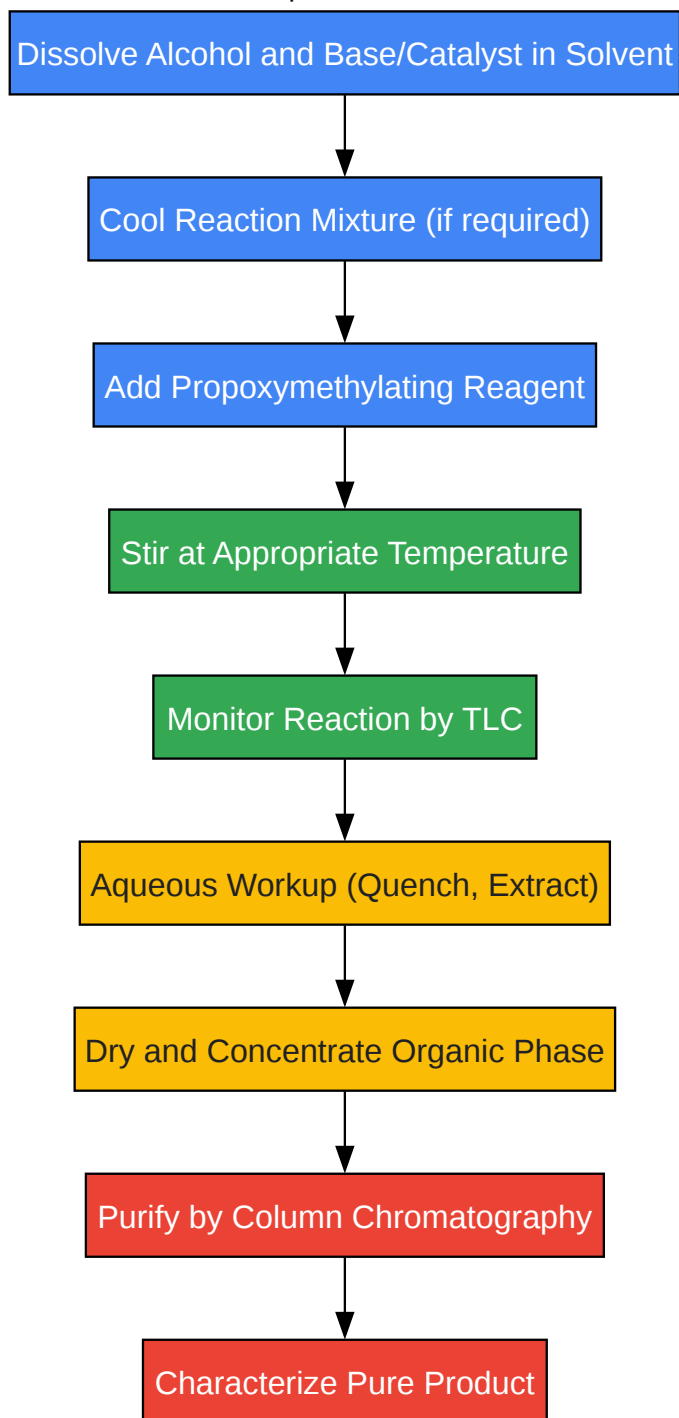 Dissolve Alcohol and Base/Catalyst in Solvent
Cool Reaction Mixture (if required)
Add Propoxymethylating Reagent
Stir at Appropriate Temperature
Monitor Reaction by TLC
Aqueous Workup (Quench, Extract)
Dry and Concentrate Organic Phase
Purify by Column Chromatography
Characterize Pure Product